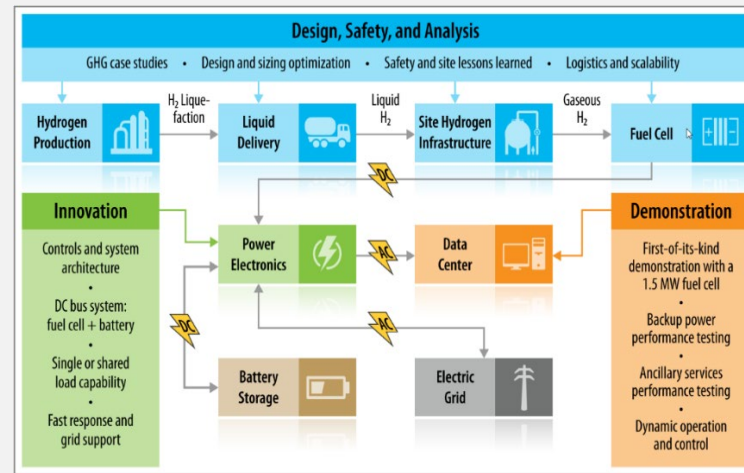 Design, Safety, and Analysis
GHG case studies • Design and sizing optimization • Safety and site lessons learned • Logistics and scalability
Hydrogen
Production
H₂ Lique-
faction
Liquid
Delivery
Liquid
H₂
Site Hydrogen
Infrastructure
Gaseous
H₂
Fuel Cell
DC
Innovation
Controls and system
architecture
•
DC bus system:
fuel cell + battery
•
Single or shared
load capability
•
Fast response and
grid support
Power
Electronics
AC
Data
Center
DC
AC
Battery
Storage
Electric
Grid
Demonstration
First-of-its-kind
demonstration with a
1.5 MW fuel cell
•
Backup power
performance testing
•
Ancillary services
performance testing
•
Dynamic operation
and control